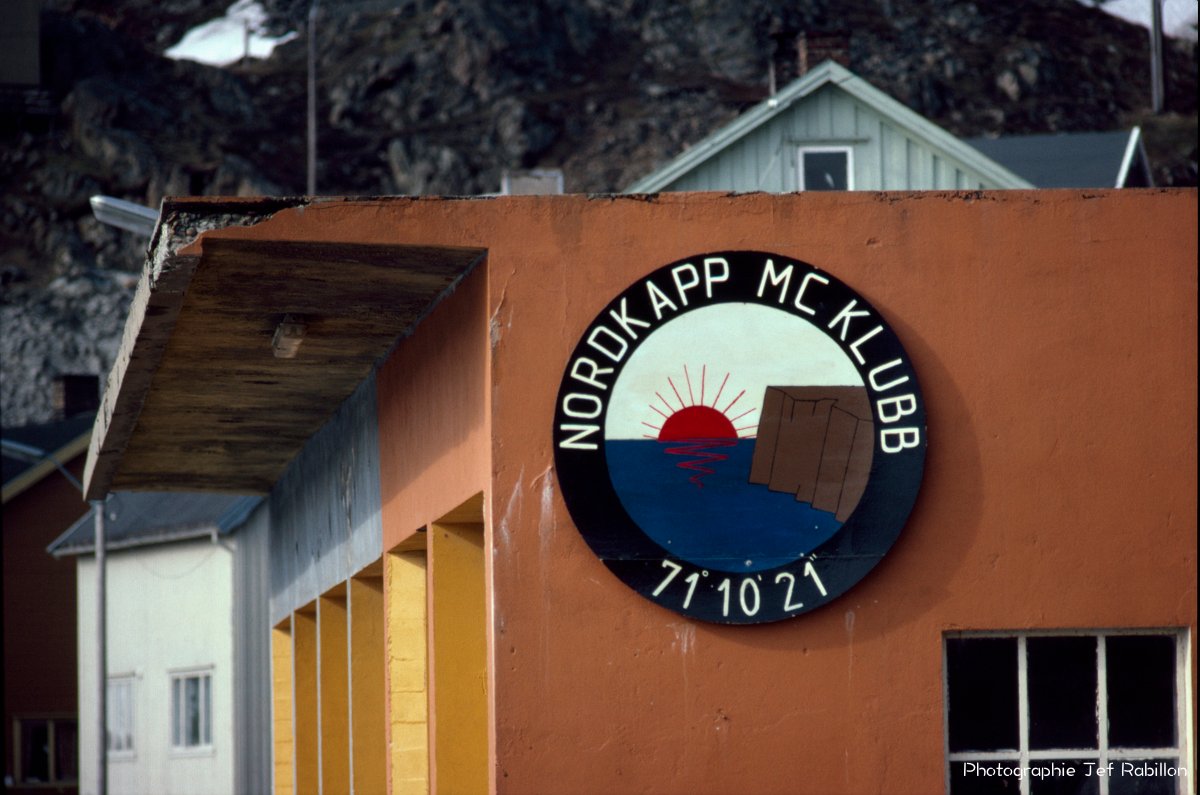 NORDKAPP MC KLUBB
71° 10' 21"
Photographie Jef Rabillon